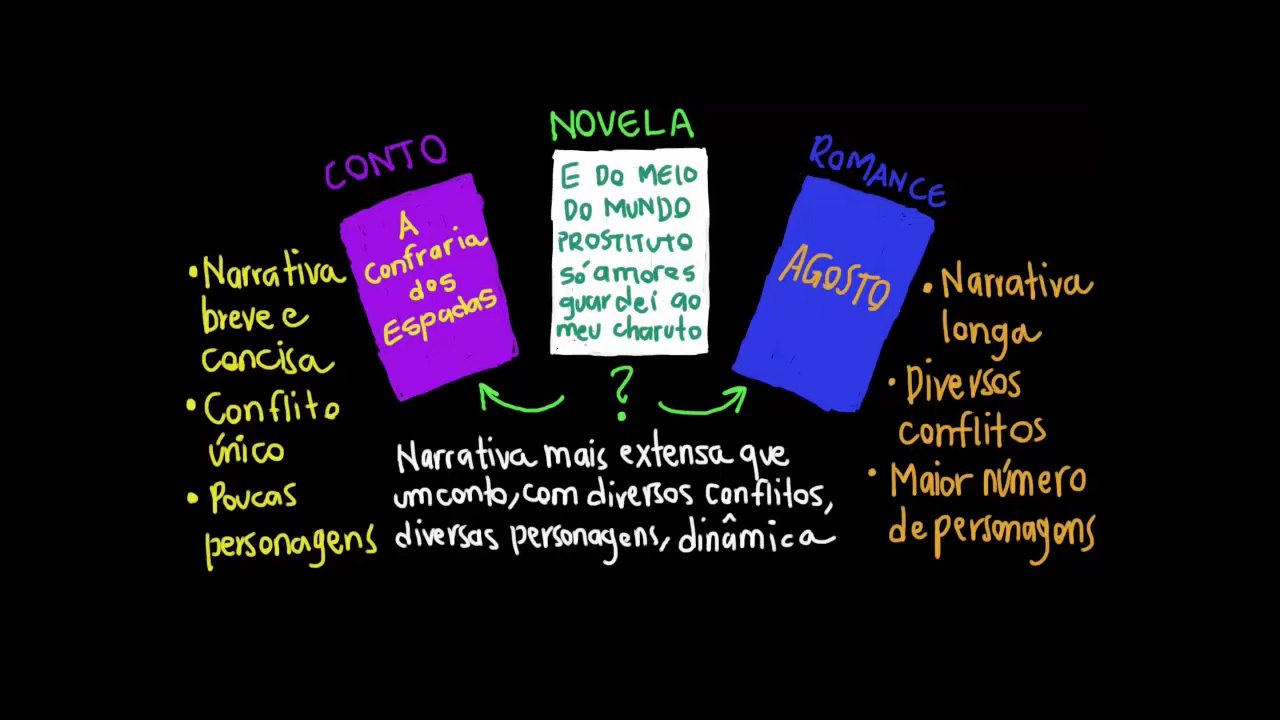 CONTO
A
Confraria
dos
Espadas
• Narrativa
breve e
concisa
• Conflito
único
• Poucas
personagens
NOVELA
E DO MEIO
DO MUNDO
PROSTITUTO
só amores
guardei ao
meu charuto
?
Narrativa mais extensa que
um conto, com diversos conflitos,
diversas personagens, dinâmica
ROMANCE
AGOSTO
• Narrativa
longa
• Diversos
conflitos
• Maior número
de personagens